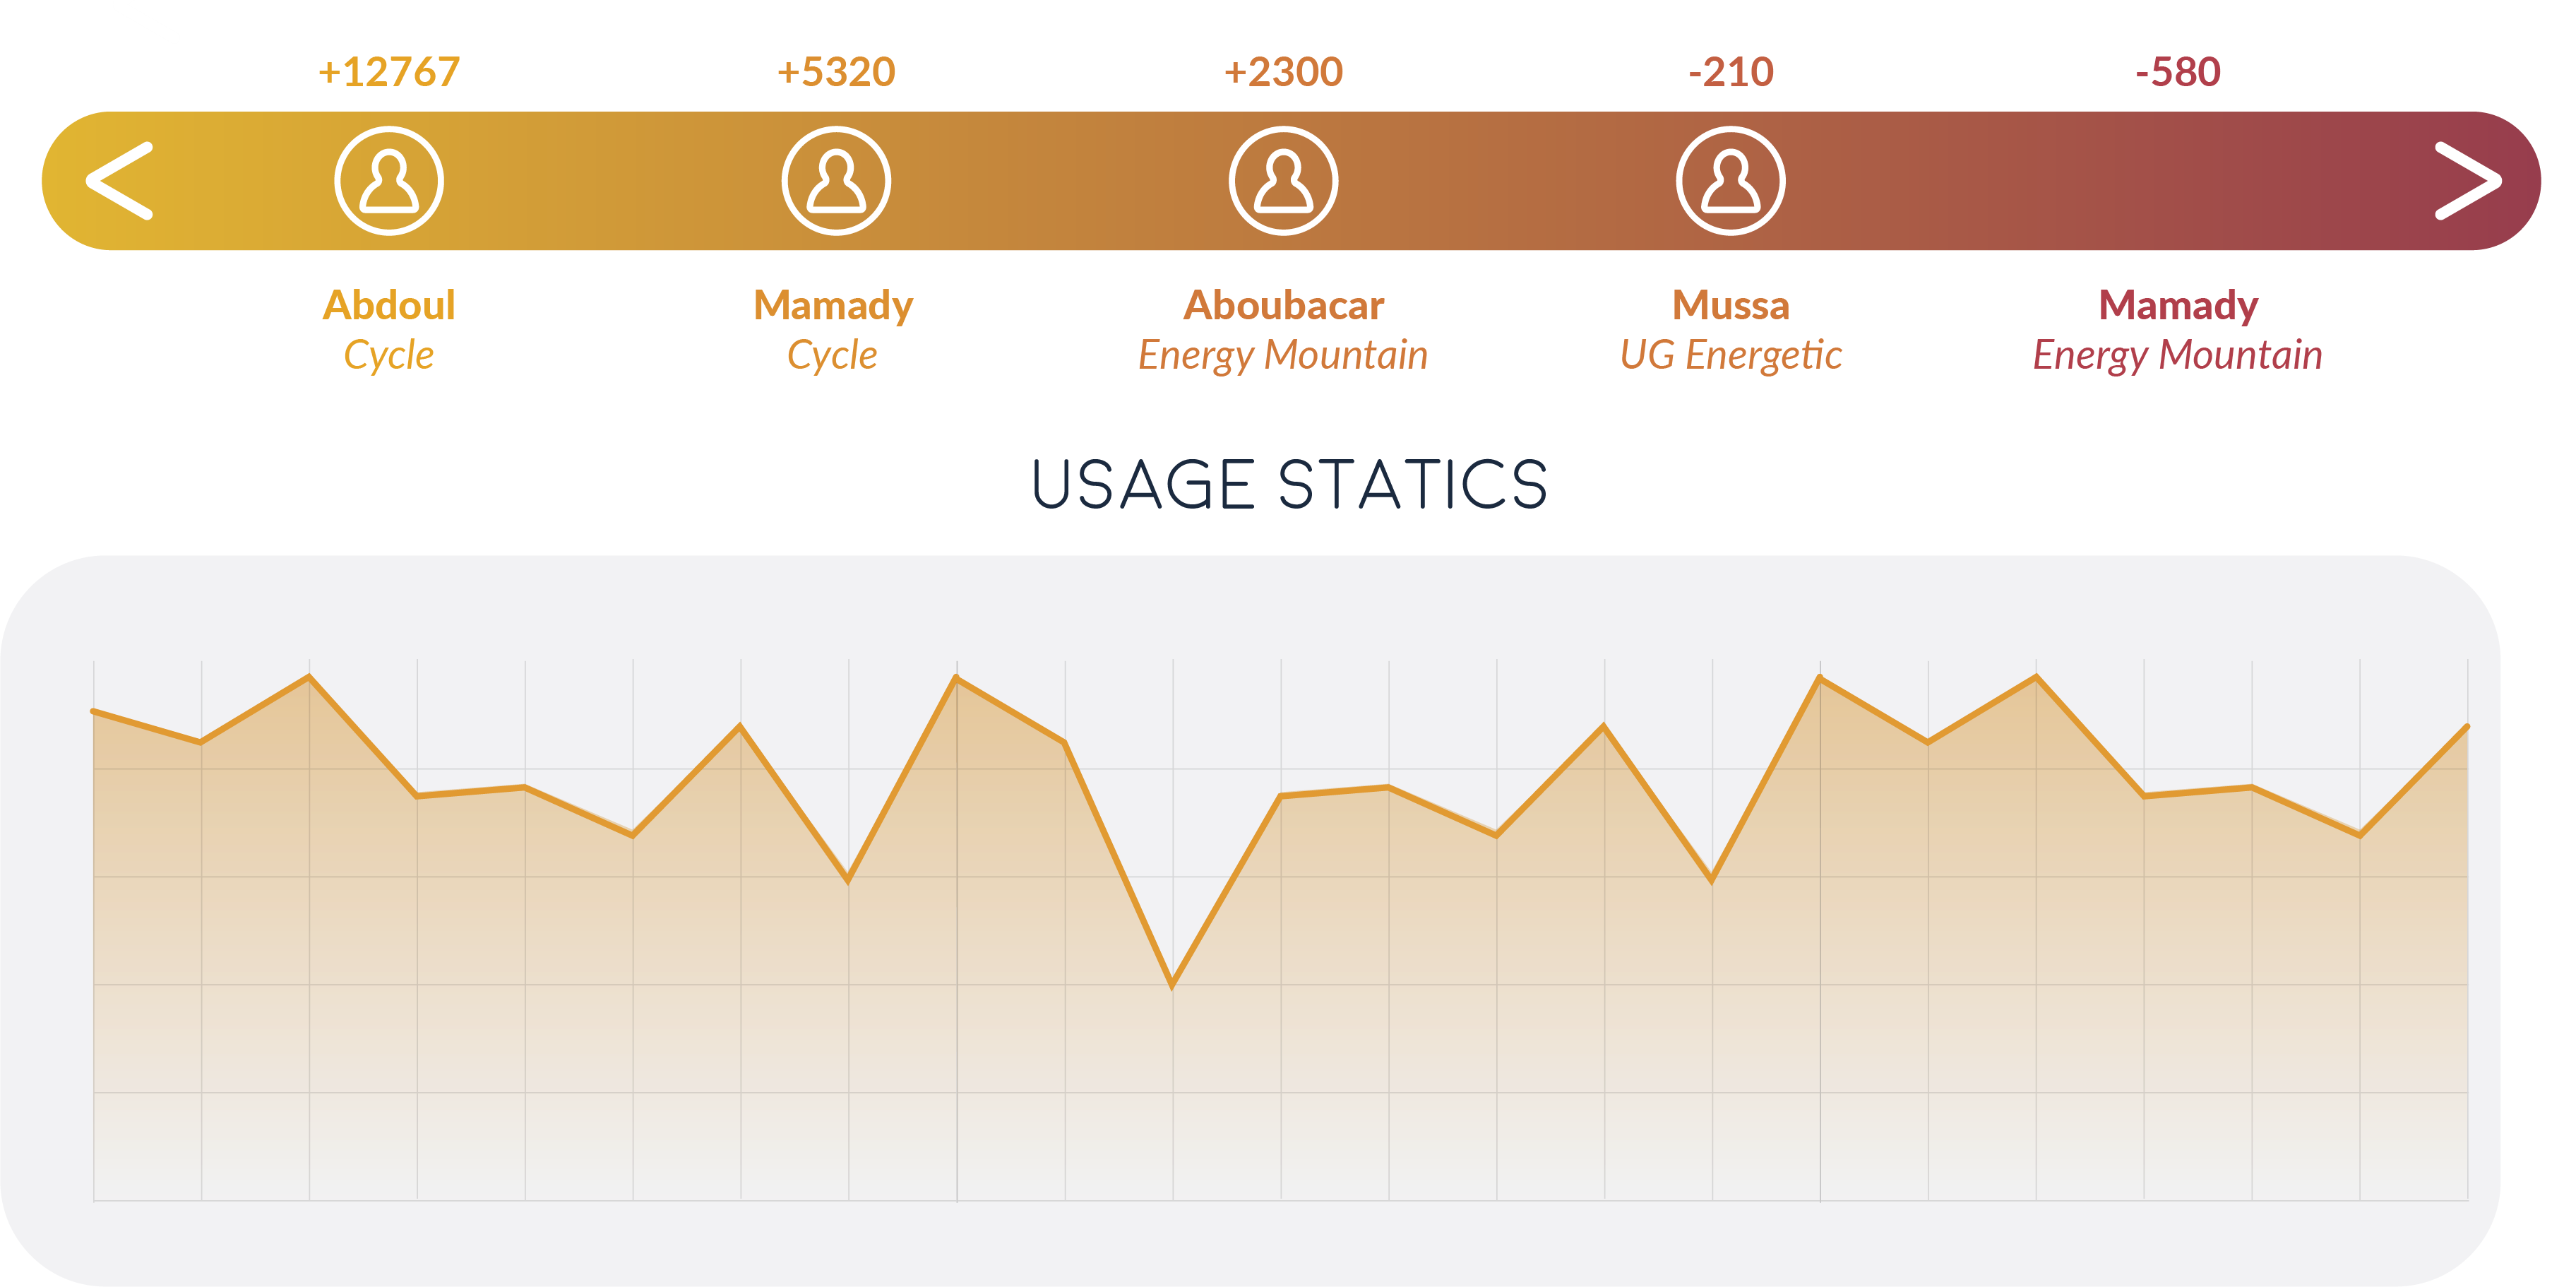 +12767 +5320 +2300 -210 -580
Abdoul Mamady Aboubacar Mussa Mamady
Cycle Cycle Energy Mountain UG Energetic Energy Mountain
USAGE STATICS